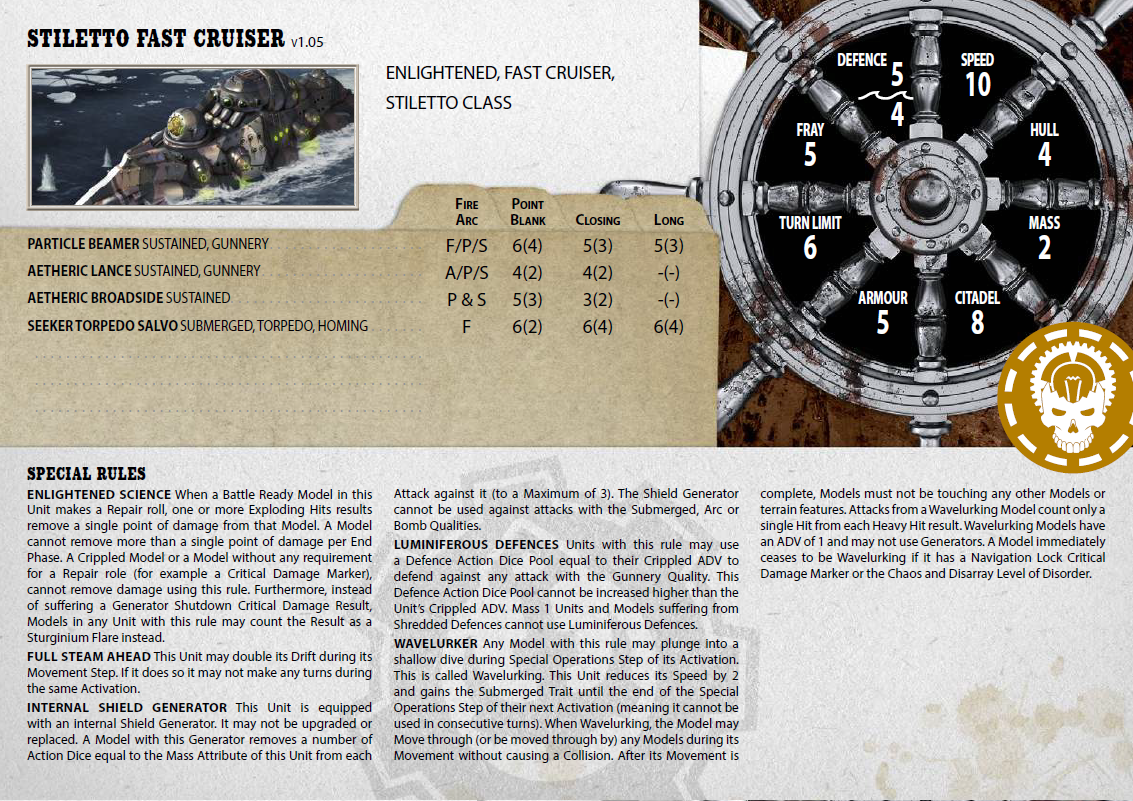 STILETTO FAST CRUISER v1.05
ENLIGHTENED, FAST CRUISER,
STILETTO CLASS
DEFENCE 5 4
SPEED 10
FRAY 5
HULL 4
TURN LIMIT 6
MASS 2
ARMOUR 5
CITADEL 8
FIRE ARC POINT BLANK CLOSING LONG
PARTICLE BEAMER SUSTAINED, GUNNERY F/P/S 6(4) 5(3) 5(3)
AETHERIC LANCE SUSTAINED, GUNNERY A/P/S 4(2) 4(2) -(-)
AETHERIC BROADSIDE SUSTAINED P & S 5(3) 3(2) -(-)
SEEKER TORPEDO SALVO SUBMERGED, TORPEDO, HOMING F 6(2) 6(4) 6(4)
SPECIAL RULES
ENLIGHTENED SCIENCE When a Battle Ready Model in this
Unit makes a Repair roll, one or more Exploding Hits results
remove a single point of damage from that Model. A Model
cannot remove more than a single point of damage per End
Phase. A Crippled Model or a Model without any requirement
for a Repair role (for example a Critical Damage Marker),
cannot remove damage using this rule. Furthermore, instead
of suffering a Generator Shutdown Critical Damage Result,
Models in any Unit with this rule may count the Result as a
Sturginium Flare instead.
FULL STEAM AHEAD This Unit may double its Drift during its
Movement Step. If it does so it may not make any turns during
the same Activation.
INTERNAL SHIELD GENERATOR This Unit is equipped
with an internal Shield Generator. It may not be upgraded or
replaced. A Model with this Generator removes a number of
Action Dice equal to the Mass Attribute of this Unit from each
Attack against it (to a Maximum of 3). The Shield Generator
cannot be used against attacks with the Submerged, Arc or
Bomb Qualities.
LUMINIFEROUS DEFENCES Units with this rule may use
a Defence Action Dice Pool equal to their Crippled ADV to
defend against any attack with the Gunnery Quality. This
Defence Action Dice Pool cannot be increased higher than the
Unit's Crippled ADV. Mass 1 Units and Models suffering from
Shredded Defences cannot use Luminiferous Defences.
WAVELURKER Any Model with this rule may plunge into a
shallow dive during Special Operations Step of its Activation.
This is called Wavelurking. This Unit reduces its Speed by 2
and gains the Submerged Trait until the end of the Special
Operations Step of their next Activation (meaning it cannot be
used in consecutive turns). When Wavelurking, the Model may
Move through (or be moved through by) any Models during its
Movement without causing a Collision. After its Movement is
complete, Models must not be touching any other Models or
terrain features. Attacks from a Wavelurking Model count only a
single Hit from each Heavy Hit result. Wavelurking Models have
an ADV of 1 and may not use Generators. A Model immediately
ceases to be Wavelurking if it has a Navigation Lock Critical
Damage Marker or the Chaos and Disarray Level of Disorder.